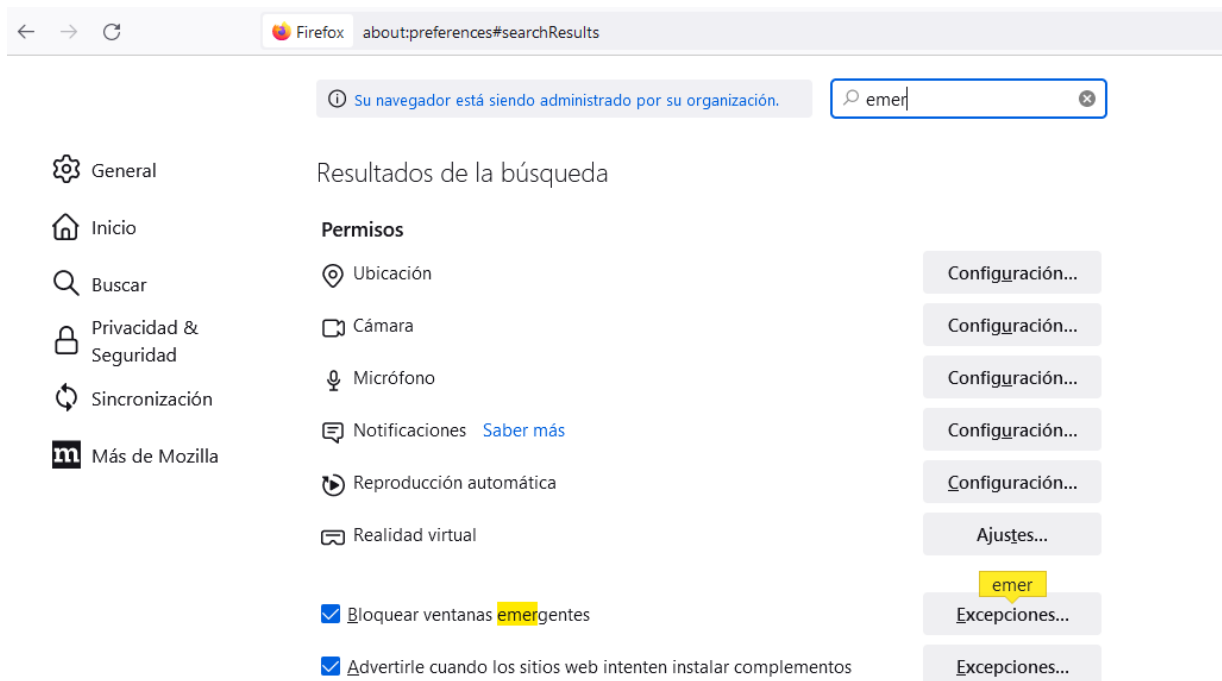 Firefox about:preferences#searchResults
Su navegador está siendo administrado por su organización.
emer
General
Inicio
Buscar
Privacidad &
Seguridad
Sincronización
Más de Mozilla
Resultados de la búsqueda
Permisos
Ubicación Configuración...
Cámara Configuración...
Micrófono Configuración...
Notificaciones Saber más Configuración...
Reproducción automática Configuración...
Realidad virtual Ajustes...
emer
Bloquear ventanas emergentes Excepciones...
Advertirle cuando los sitios web intenten instalar complementos Excepciones...